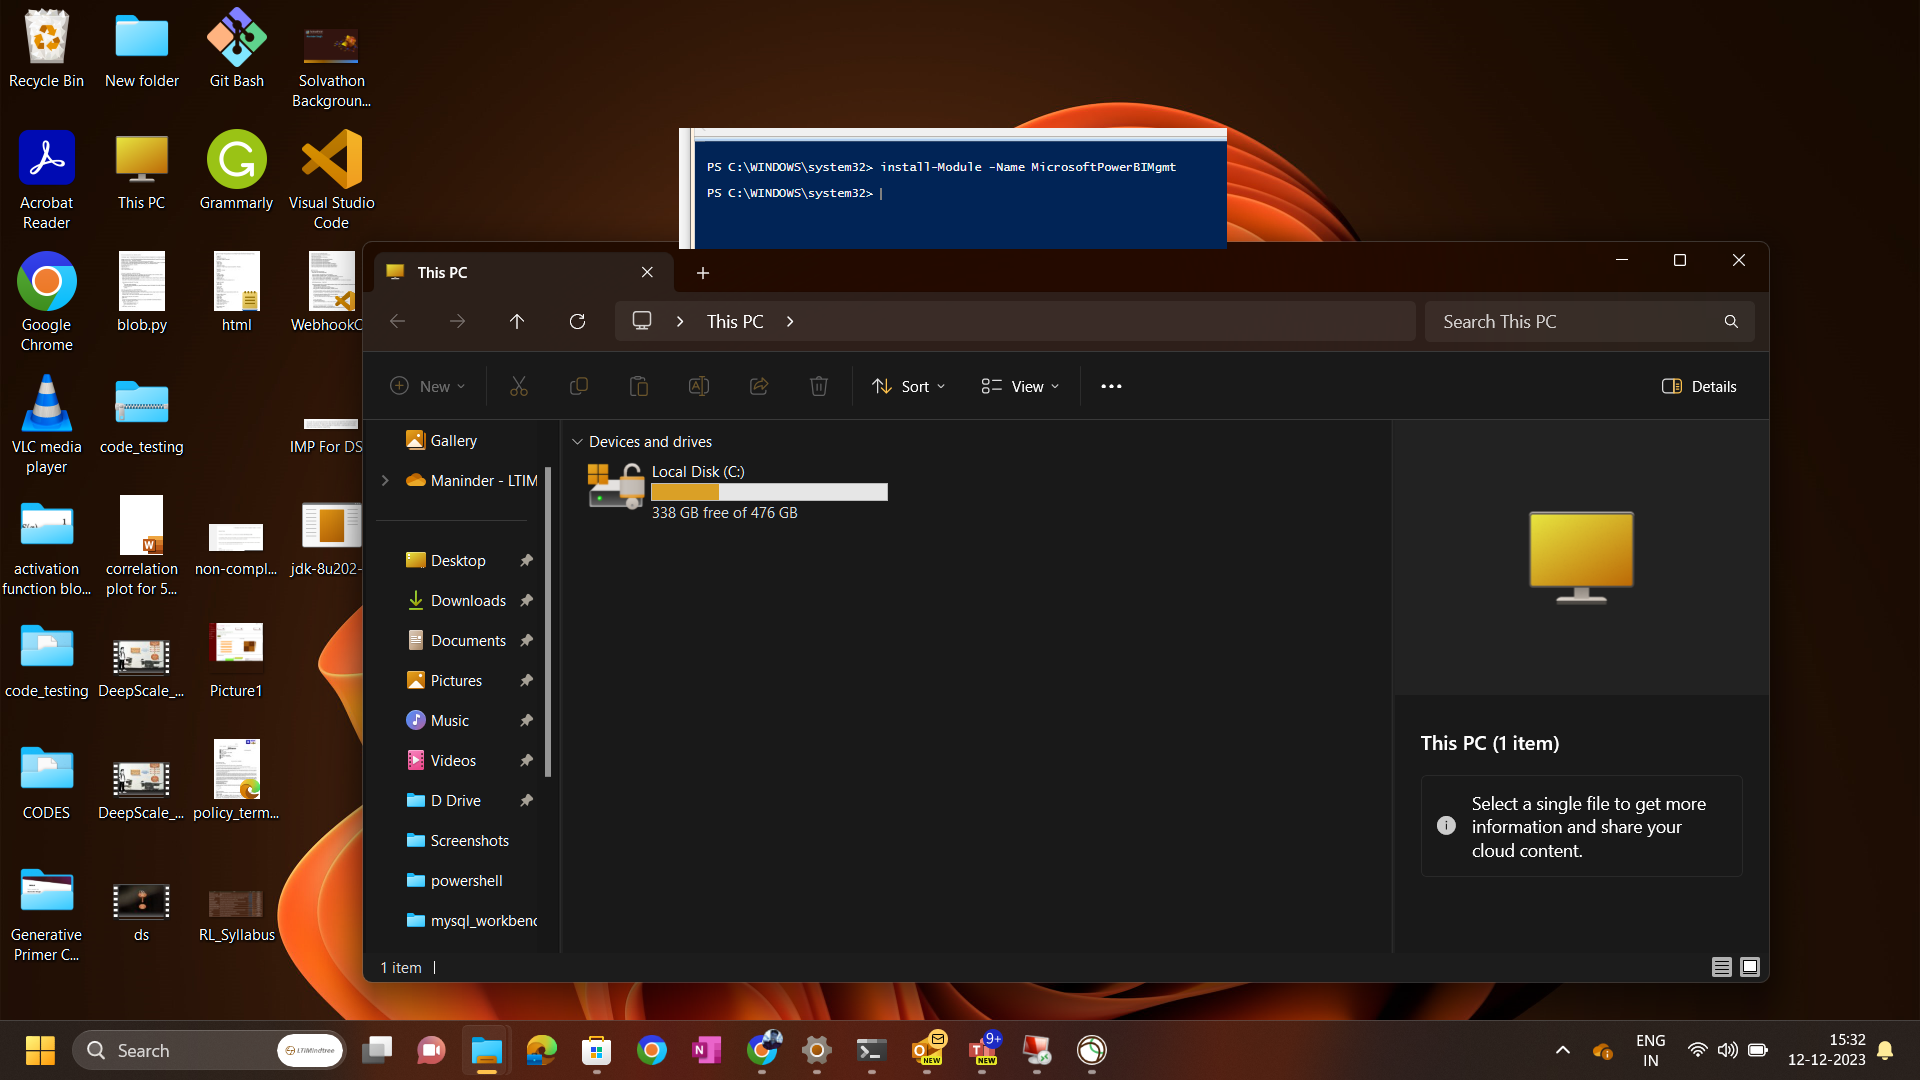 Recycle Bin
New folder
Git Bash
Solvathon
Backgroun...
Acrobat
Reader
This PC
Grammarly
Visual Studio
Code
Google
Chrome
blob.py
html
WebhookC
VLC media
player
code_testing
IMP For DS
activation
function blo...
correlation
plot for 5...
non-compl...
jdk-8u202-
code_testing
DeepScale_...
Picture1
CODES
DeepScale_...
policy_term...
Generative
Primer C...
ds
RL_Syllabus
PS C:\WINDOWS\system32> install-Module -Name MicrosoftPowerBIMgmt
PS C:\WINDOWS\system32>
This PC
This PC
Search This PC
New
Sort
View
Details
Gallery
Maninder - LTIM
Desktop
Downloads
Documents
Pictures
Music
Videos
D Drive
Screenshots
powershell
mysql_workbenc
Devices and drives
Local Disk (C:)
338 GB free of 476 GB
This PC (1 item)
Select a single file to get more
information and share your
cloud content.
1 item
Search
LTIMindtree
NEW
9+
NEW
ENG
IN
15:32
12-12-2023